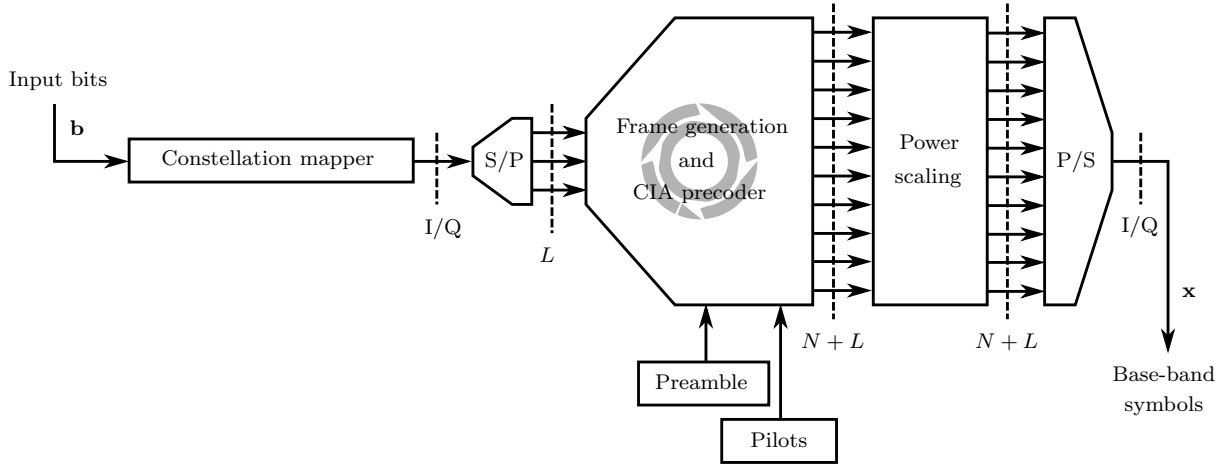 Input bits
b
Constellation mapper
I/Q
S/P
L
Frame generation
and
CIA precoder
Preamble
Pilots
N + L
Power
scaling
N + L
P/S
I/Q
x
Base-band
symbols